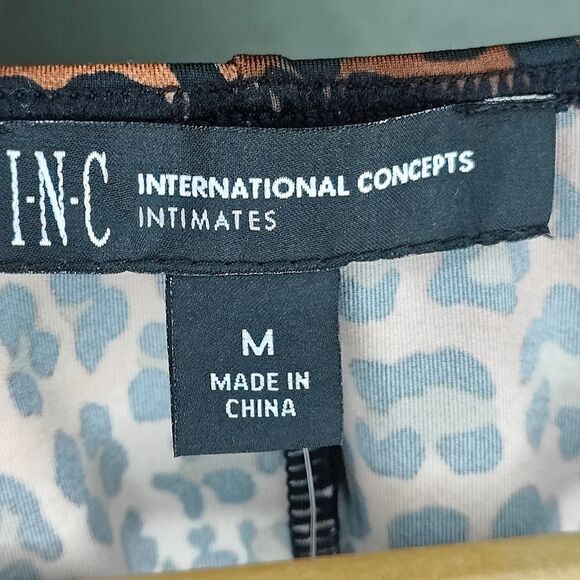 I·N·C
INTERNATIONAL CONCEPTS
INTIMATES
M
MADE IN
CHINA